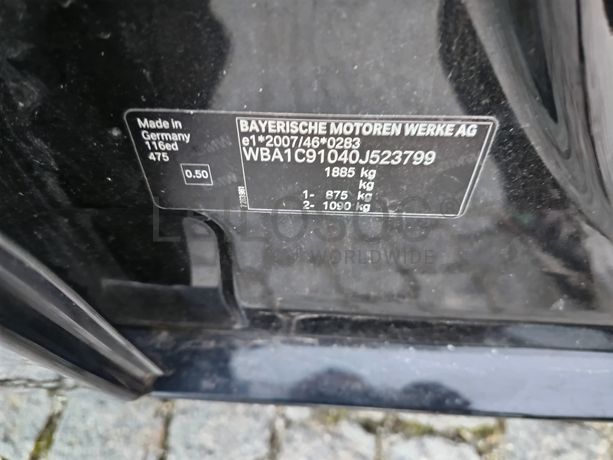 Made in
Germany
116ed
475
0.50
BAYERISCHE MOTOREN WERKE AG
e1*2007/46*0283
WBA1C91040J523799
1885 kg
kg
1- 875 kg
2- 1090 kg
WORLDWIDE